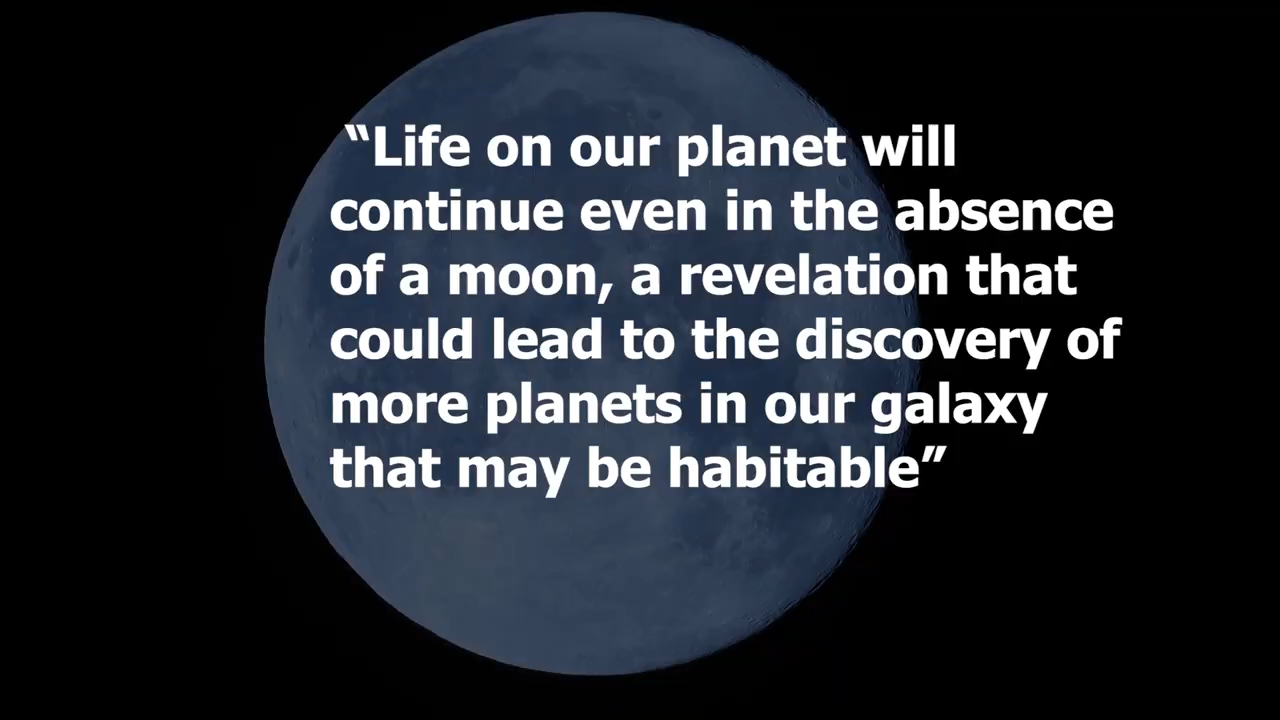 “Life on our planet will
continue even in the absence
of a moon, a revelation that
could lead to the discovery of
more planets in our galaxy
that may be habitable”